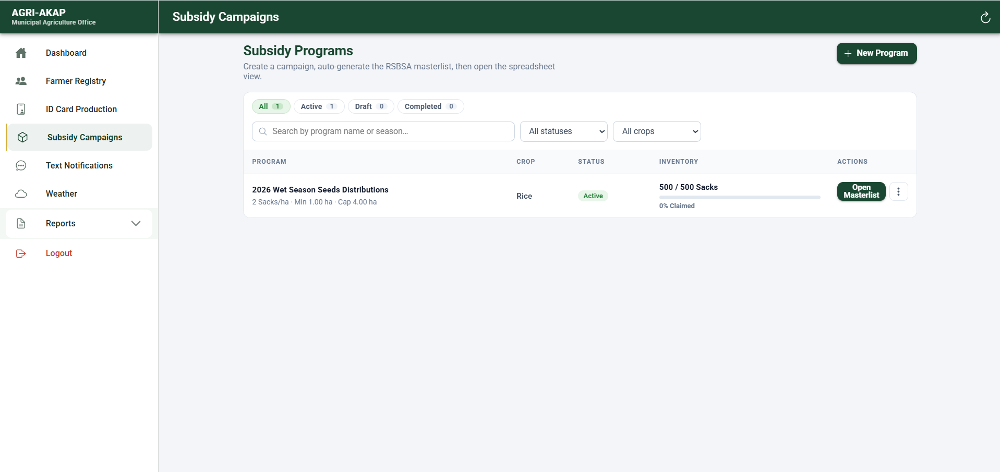 AGRI-AKAP
Municipal Agriculture Office
Subsidy Campaigns
Dashboard
Farmer Registry
ID Card Production
Subsidy Campaigns
Text Notifications
Weather
Reports
Logout
Subsidy Programs
Create a campaign, auto-generate the RSBSA masterlist, then open the spreadsheet
view.
New Program
All 1 Active 1 Draft 0 Completed 0
Search by program name or season... All statuses All crops
PROGRAM CROP STATUS INVENTORY ACTIONS
2026 Wet Season Seeds Distributions
2 Sacks/ha · Min 1.00 ha · Cap 4.00 ha
Rice
Active
500 / 500 Sacks
0% Claimed
Open
Masterlist